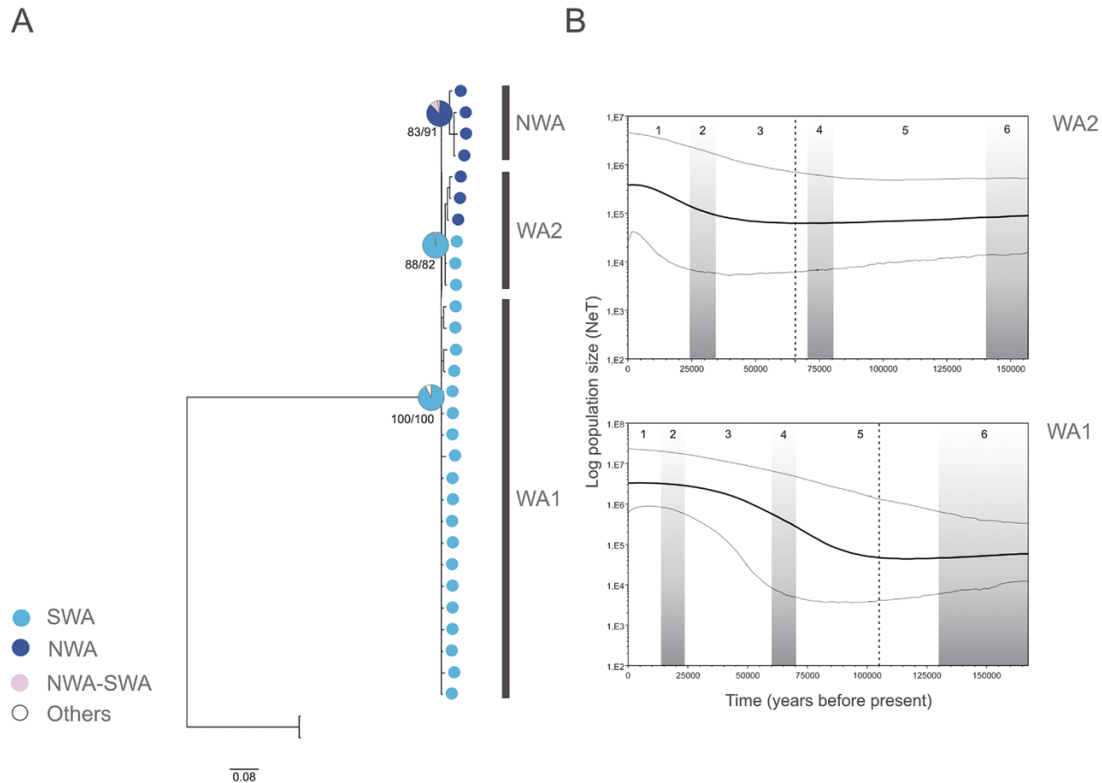 A
83/91
NWA
88/82
WA2
100/100
WA1
SWA
NWA
NWA-SWA
Others
0.08
B
WA2
1 2 3 4 5 6
1,E7
1,E6
1,E5
1,E4
1,E3
1,E2
0 25000 50000 75000 100000 125000 150000
Log population size (NeT)
WA1
1 2 3 4 5 6
1,E8
1,E7
1,E6
1,E5
1,E4
1,E3
1,E2
0 25000 50000 75000 100000 125000 150000
Time (years before present)